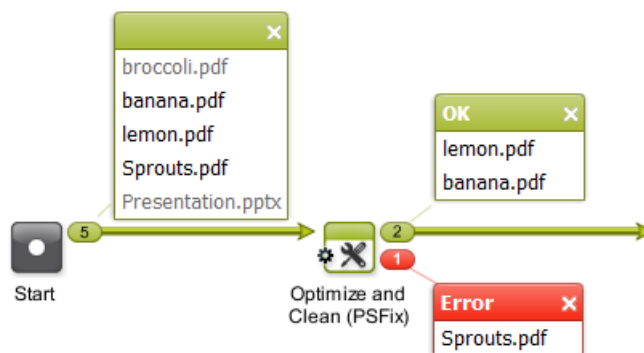 broccoli.pdf
banana.pdf
lemon.pdf
Sprouts.pdf
Presentation.pptx
5
Start
Optimize and
Clean (PSFix)
OK
lemon.pdf
banana.pdf
2
1
Error
Sprouts.pdf